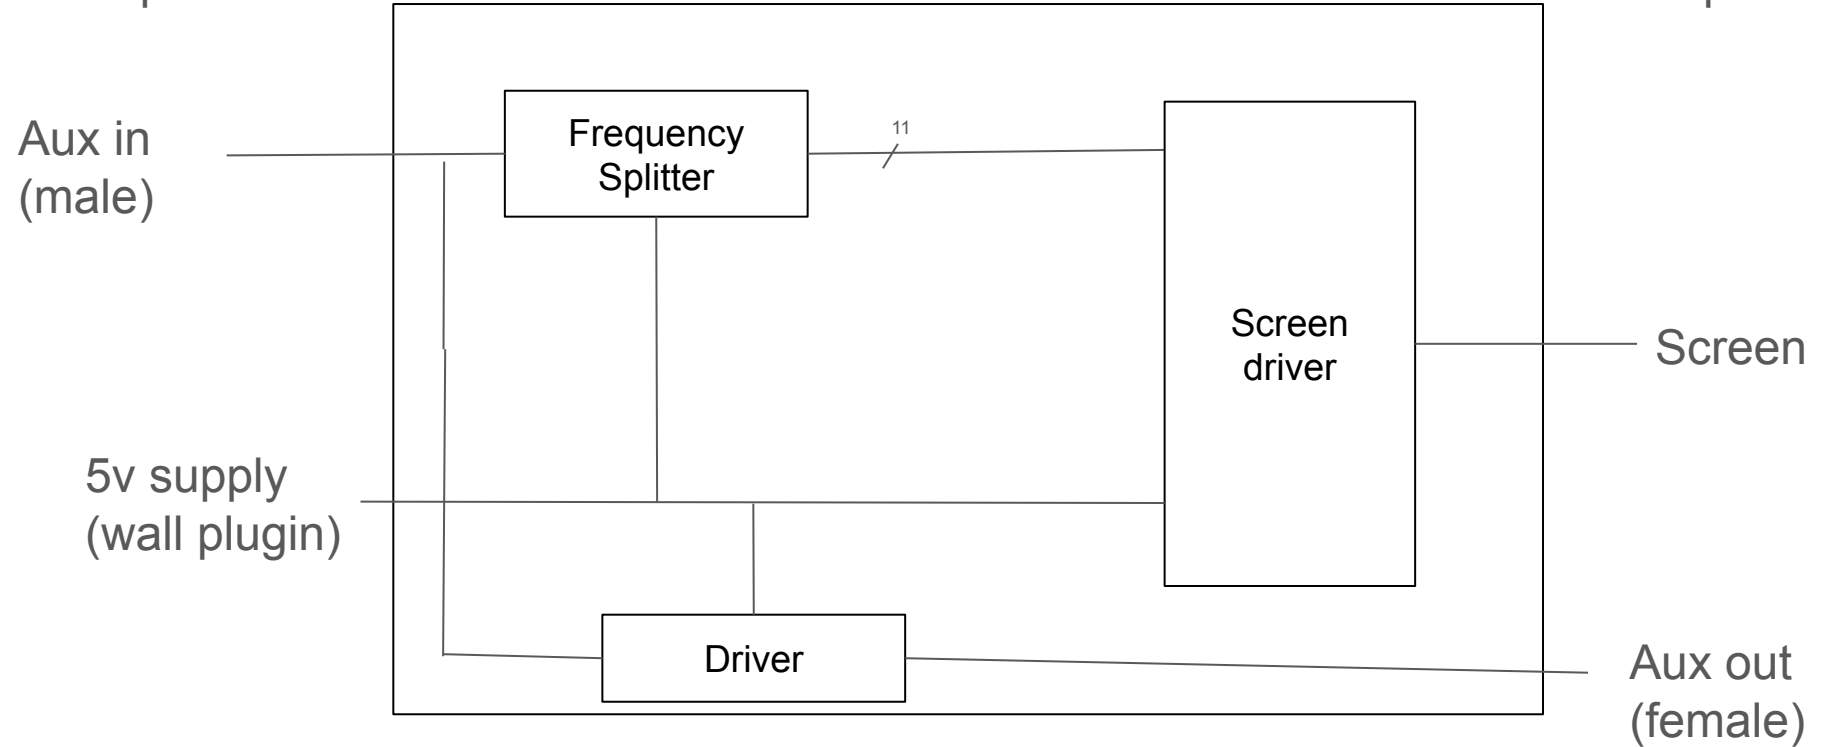 Aux in
(male)
Frequency
Splitter
11
Screen
driver
Screen
5v supply
(wall plugin)
Driver
Aux out
(female)